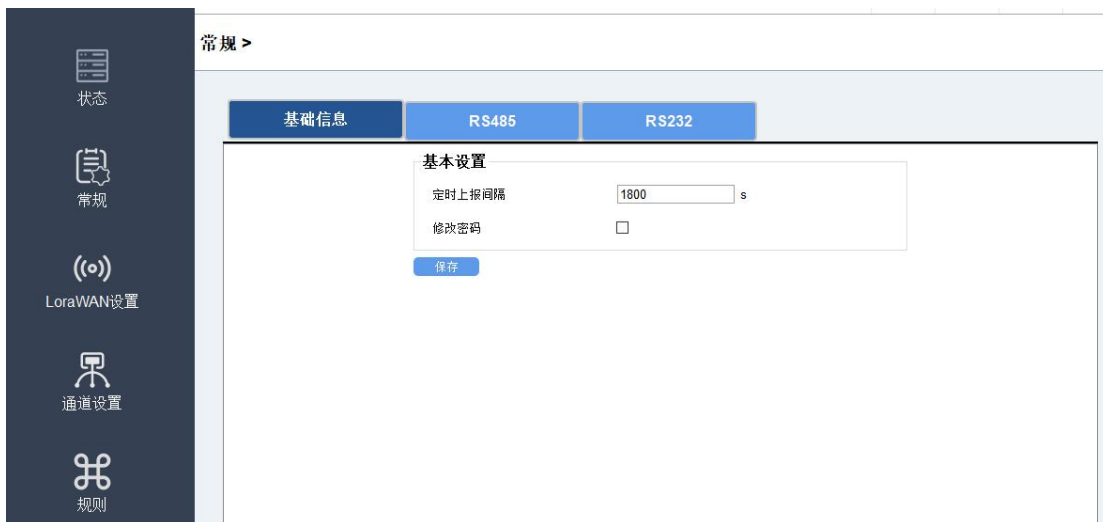 常规 >
状态
常规
LoraWAN设置
通道设置
规则
基础信息 RS485 RS232
基本设置
定时上报间隔 1800 s
修改密码
保存